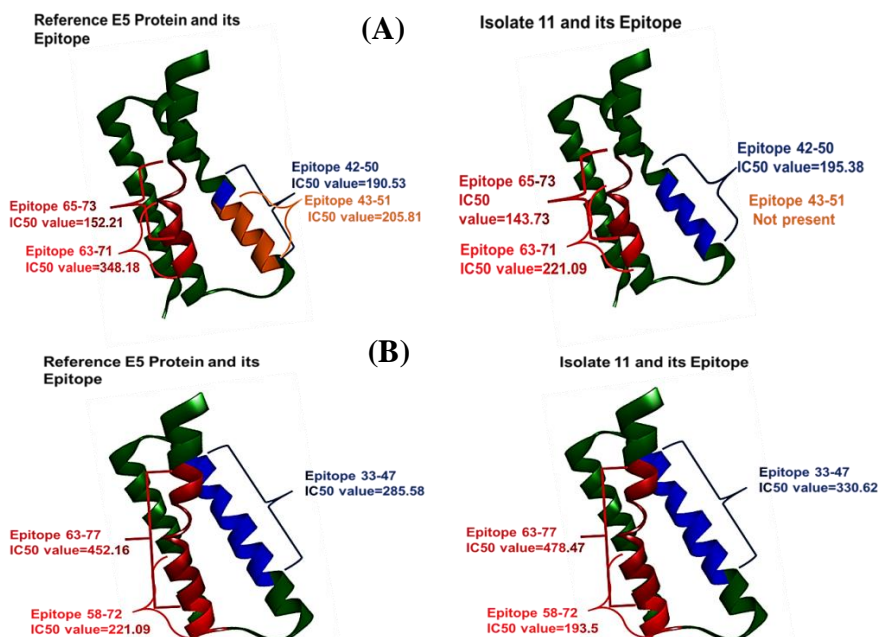 Reference E5 Protein and its
Epitope
(A)
Isolate 11 and its Epitope
Epitope 42-50
IC50 value=190.53
Epitope 43-51
IC50 value=205.81
Epitope 65-73
IC50 value=152.21
Epitope 63-71
IC50 value=348.18
Epitope 42-50
IC50 value=195.38
Epitope 43-51
Not present
Epitope 65-73
IC50
value=143.73
Epitope 63-71
IC50 value=221.09
Reference E5 Protein and its
Epitope
(B)
Isolate 11 and its Epitope
Epitope 33-47
IC50 value=285.58
Epitope 63-77
IC50 value=452.16
Epitope 58-72
IC50 value=221.09
Epitope 33-47
IC50 value=330.62
Epitope 63-77
IC50 value=478.47
Epitope 58-72
IC50 value=193.5